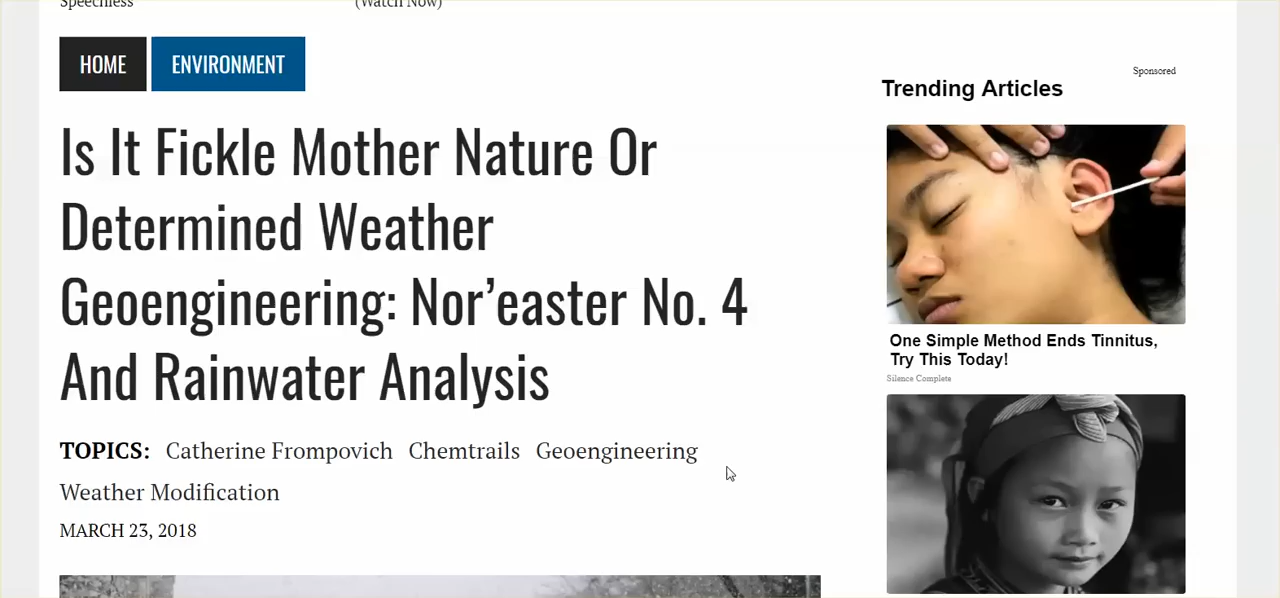 Speechless
(Watch Now)
HOME
ENVIRONMENT
Is It Fickle Mother Nature Or
Determined Weather
Geoengineering: Nor’easter No. 4
And Rainwater Analysis
TOPICS: Catherine Frompovich Chemtrails Geoengineering
Weather Modification
MARCH 23, 2018
Sponsored
Trending Articles
One Simple Method Ends Tinnitus,
Try This Today!
Silence Complete